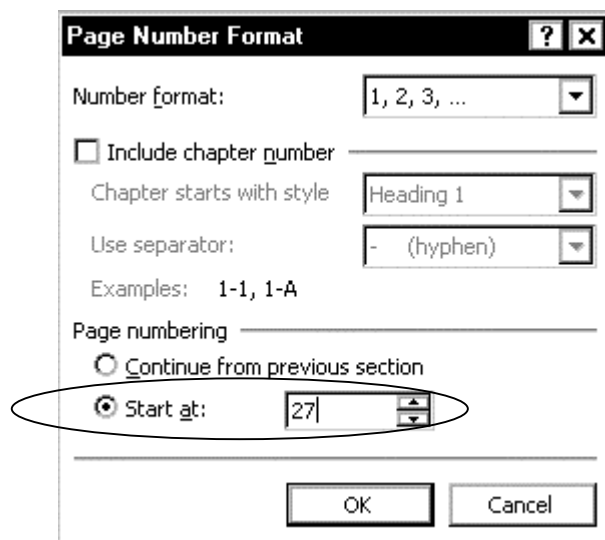 Page Number Format ? X
Number format: 1, 2, 3, ...
Include chapter number
Chapter starts with style Heading 1
Use separator: - (hyphen)
Examples: 1-1, 1-A
Page numbering
Continue from previous section
Start at: 27
OK Cancel